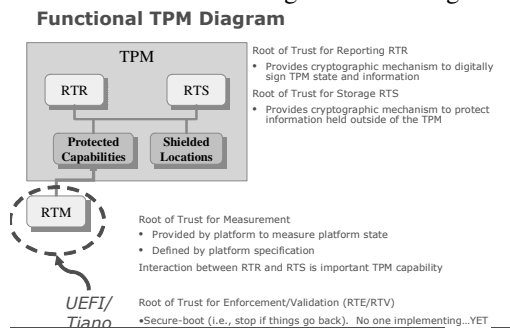 Functional TPM Diagram
TPM
RTR
RTS
Protected
Capabilities
Shielded
Locations
RTM
UEFI/
Tiano
Root of Trust for Reporting RTR
• Provides cryptographic mechanism to digitally
sign TPM state and information
Root of Trust for Storage RTS
• Provides cryptographic mechanism to protect
information held outside of the TPM
Root of Trust for Measurement
• Provided by platform to measure platform state
• Defined by platform specification
Interaction between RTR and RTS is important TPM capability
Root of Trust for Enforcement/Validation (RTE/RTV)
•Secure-boot (i.e., stop if things go back). No one implementing...YET